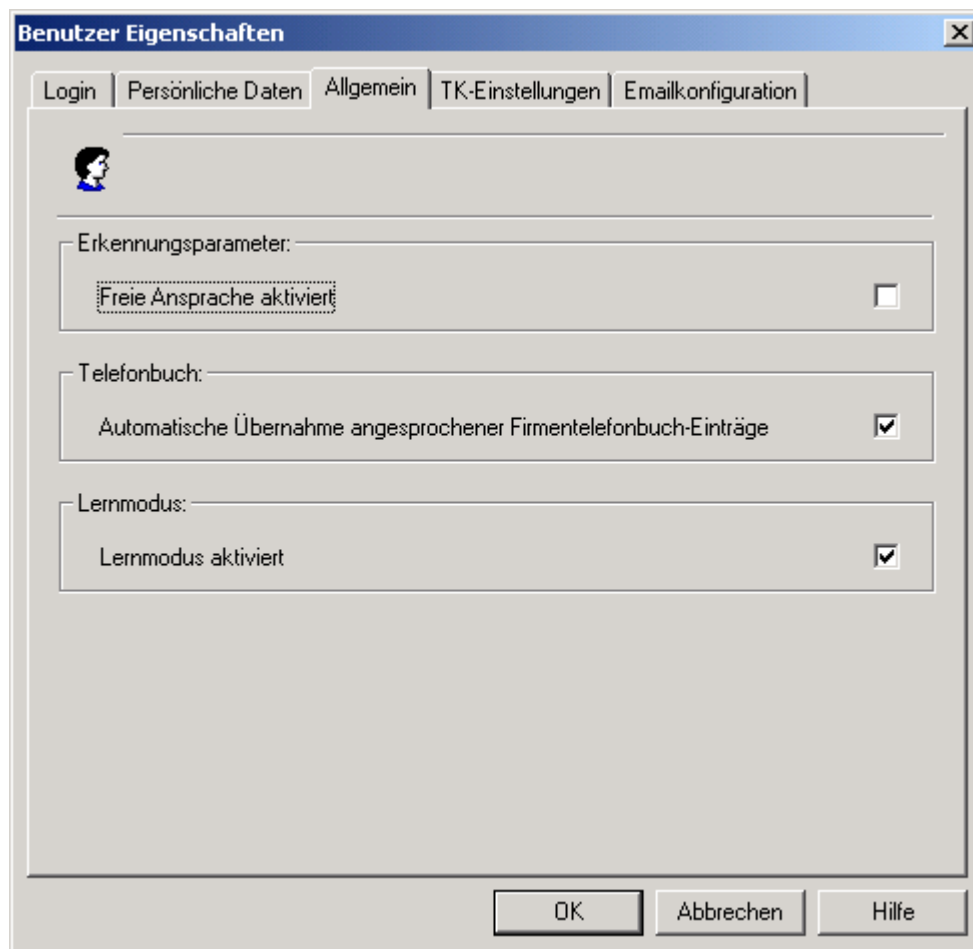 Benutzer Eigenschaften
Login Persönliche Daten Allgemein TK-Einstellungen Emailkonfiguration
Erkennungsparameter:
Freie Ansprache aktiviert
Telefonbuch:
Automatische Übernahme angesprochener Firmentelefonbuch-Einträge
Lernmodus:
Lernmodus aktiviert
OK Abbrechen Hilfe